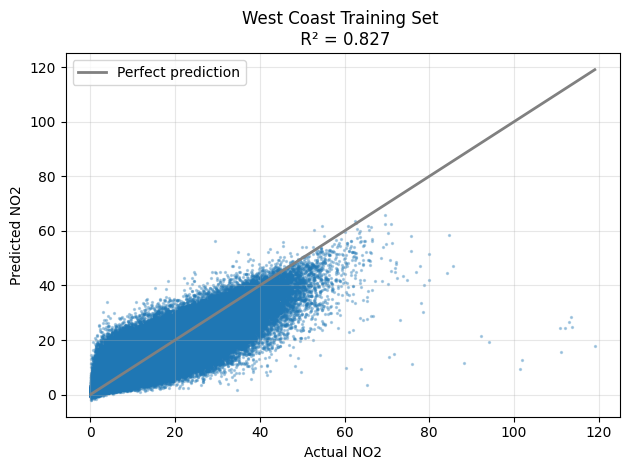 West Coast Training Set
R² = 0.827
Perfect prediction
120
100
80
60
40
20
0
Predicted NO2
0 20 40 60 80 100 120
Actual NO2